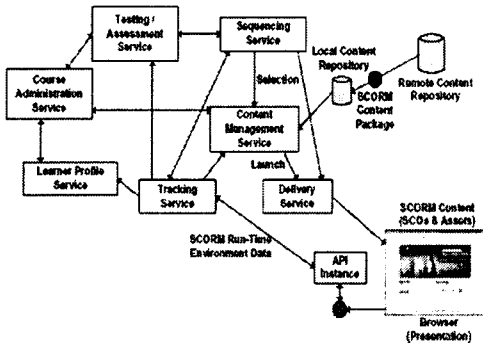 Testing /
Assessment
Service
Sequencing
Service
Local Content
Repository
Remote Content
Repository
Course
Administration
Service
Selection
SCORM
Content
Package
Content
Management
Service
Learner Profile
Service
Launch
Tracking
Service
Delivery
Service
SCORM Content
(SCOs & Assets)
SCORM Run-Time
Environment Data
API
Instance
Browser
(Presentation)